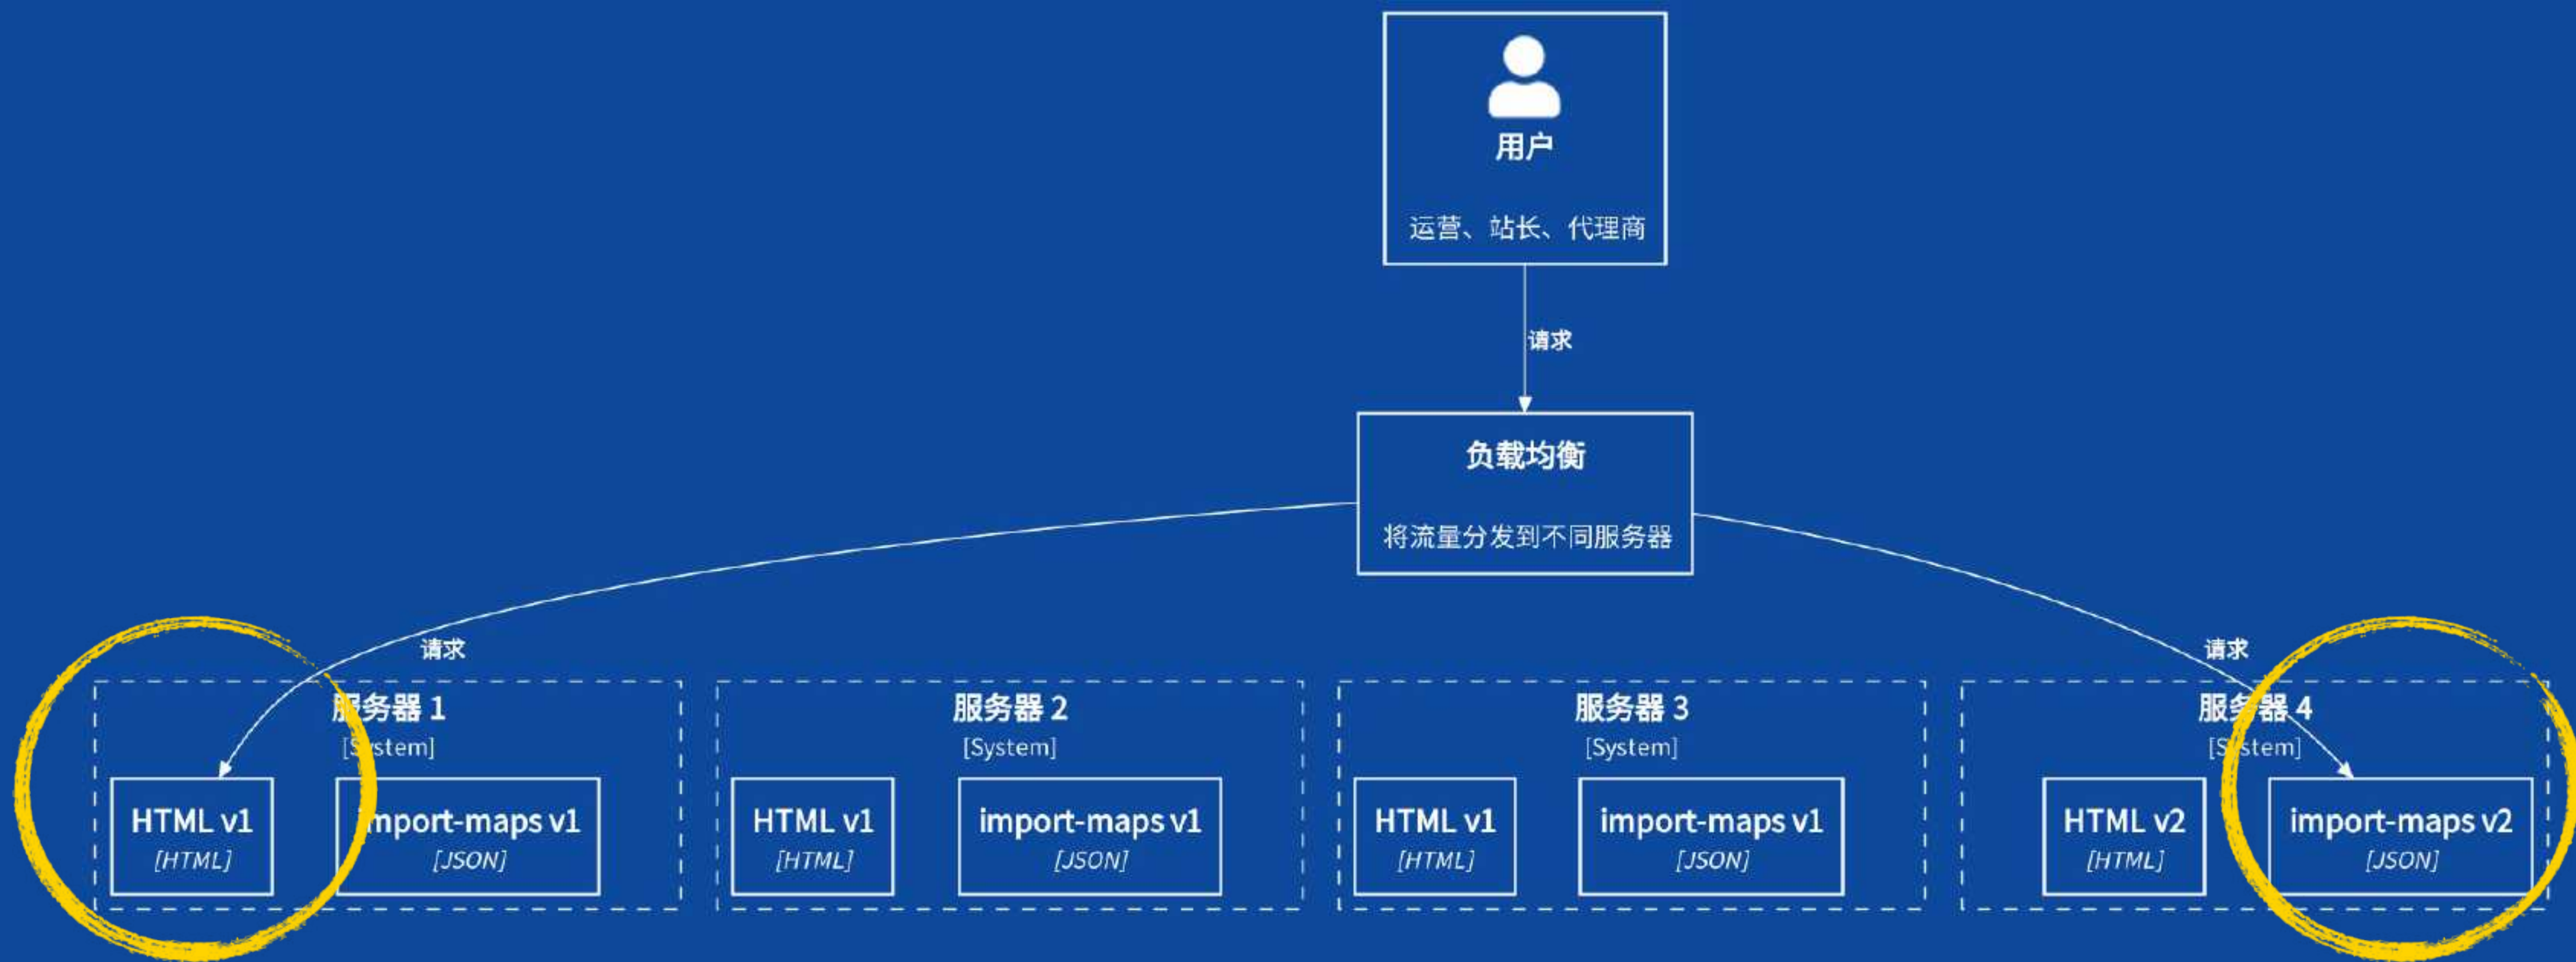 用户
运营、站长、代理商
请求
负载均衡
将流量分发到不同服务器
请求
请求
服务器 1
[System]
HTML v1
[HTML]
import-maps v1
[JSON]
服务器 2
[System]
HTML v1
[HTML]
import-maps v1
[JSON]
服务器 3
[System]
HTML v1
[HTML]
import-maps v1
[JSON]
服务器 4
[System]
HTML v2
[HTML]
import-maps v2
[JSON]